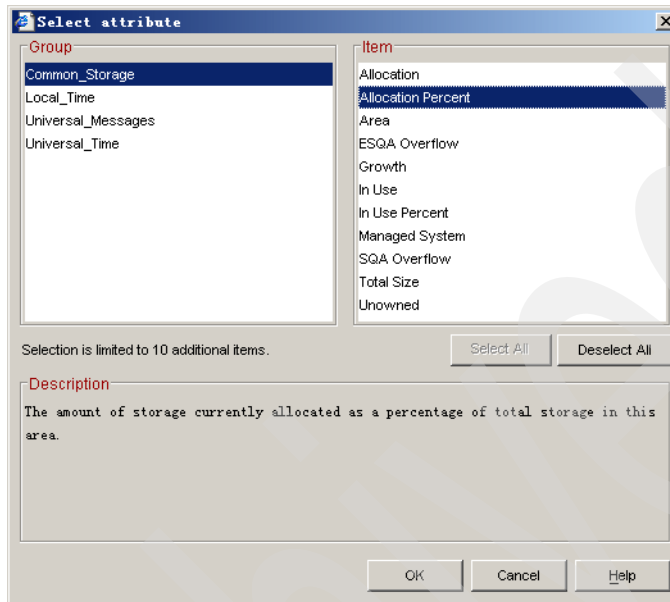 Select attribute
Group
Common_Storage
Local_Time
Universal_Messages
Universal_Time
Item
Allocation
Allocation Percent
Area
ESQA Overflow
Growth
In Use
In Use Percent
Managed System
SQA Overflow
Total Size
Unowned
Selection is limited to 10 additional items.
Select All
Deselect All
Description
The amount of storage currently allocated as a percentage of total storage in this
area.
OK
Cancel
Help